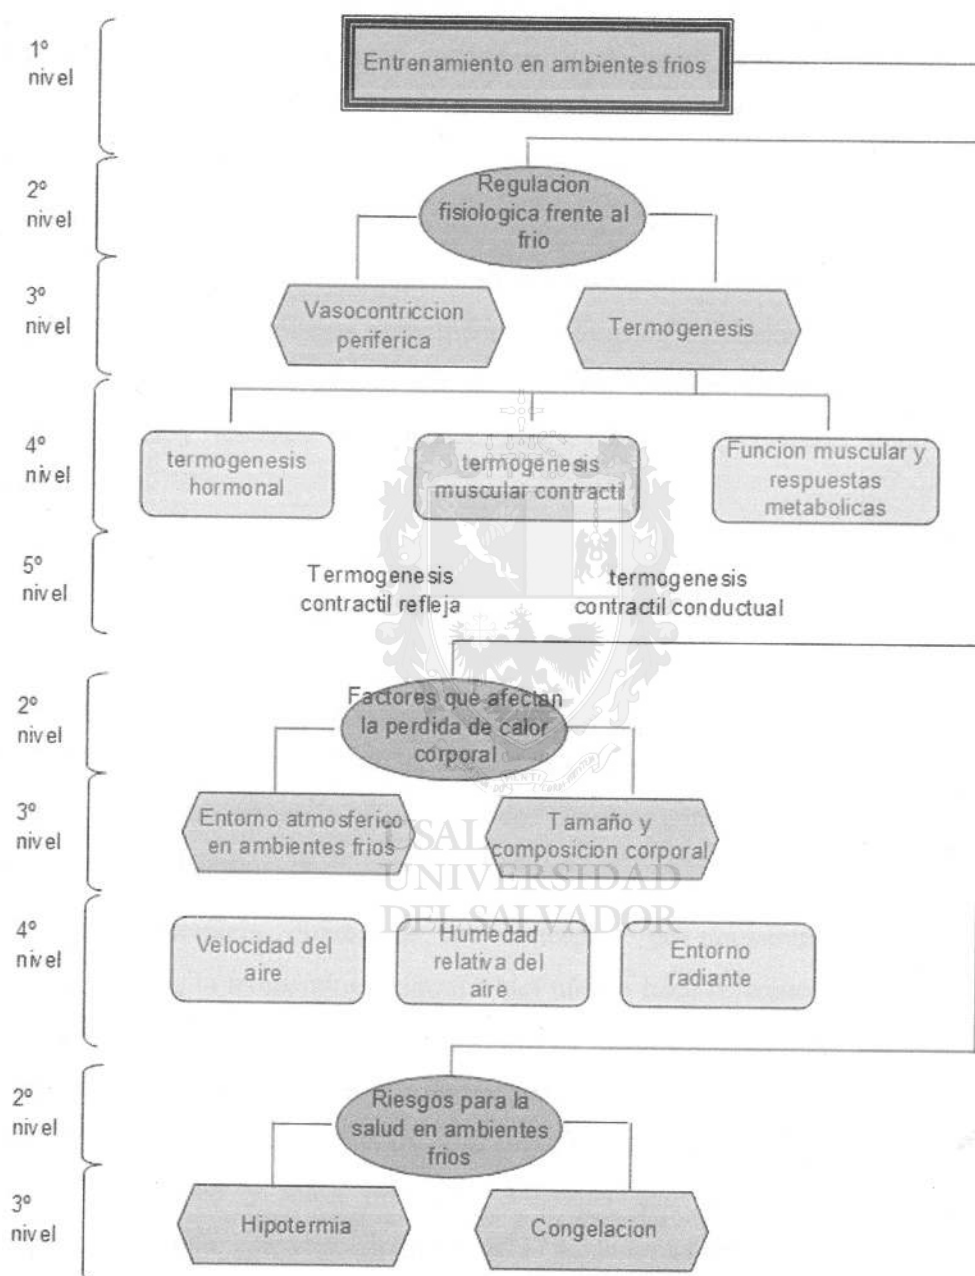 1º
nivel
Entrenamiento en ambientes frios
2º
nivel
Regulacion
fisiologica frente al
frio
3º
nivel
Vasocontriccion
periferica
Termogenesis
4º
nivel
termogenesis
hormonal
termogenesis
muscular contractil
Funcion muscular y
respuestas
metabolicas
5º
nivel
Termogenesis
contractil refleja
termogenesis
contractil conductual
2º
nivel
Factores que afectan
la perdida de calor
corporal
3º
nivel
Entorno atmosferico
en ambientes frios
Tamaño y
composicion corporal
USAL
UNIVERSIDAD
DEL SALVADOR
4º
nivel
Velocidad del
aire
Humedad
relativa del
aire
Entorno
radiante
2º
nivel
Riesgos para la
salud en ambientes
frios
3º
nivel
Hipotermia
Congelacion